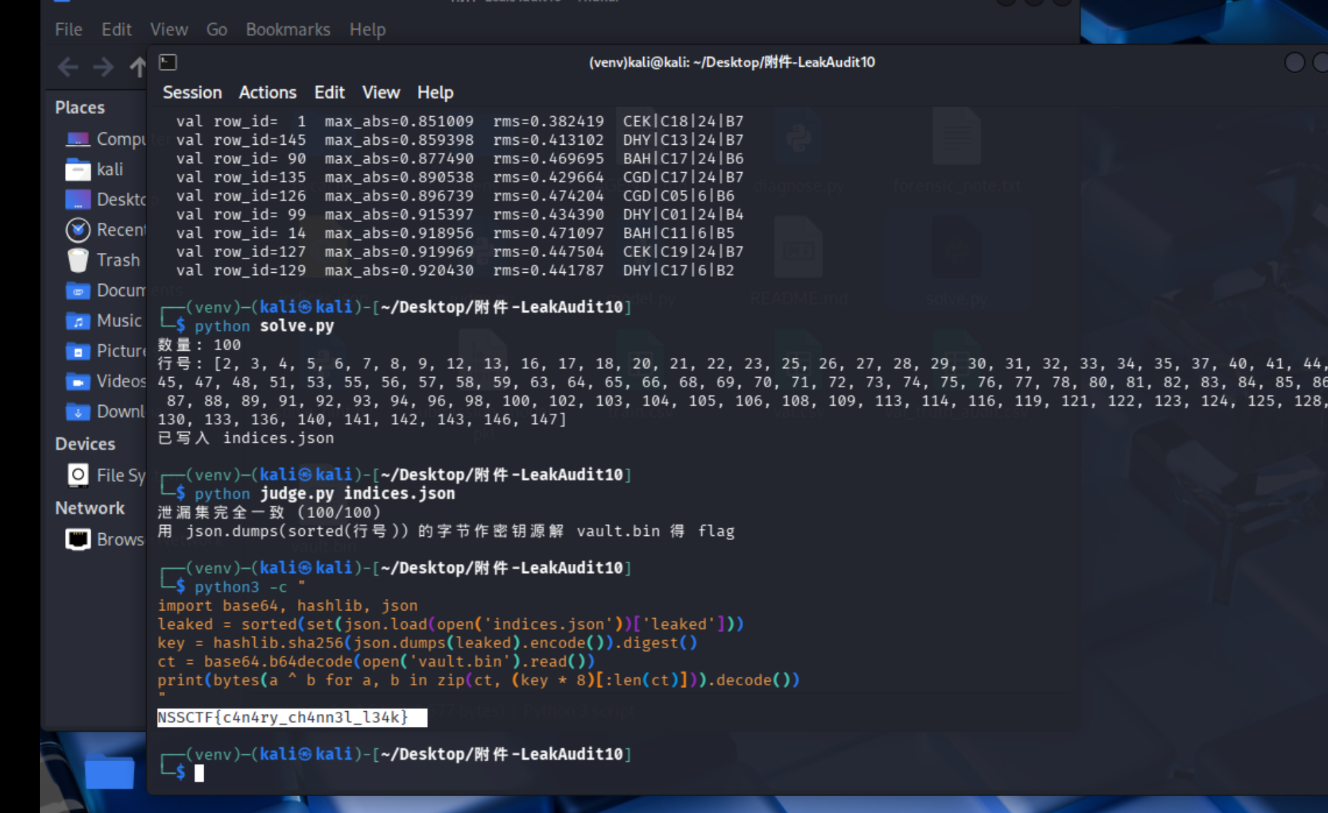 File Edit View Go Bookmarks Help
(venv)kali@kali: ~/Desktop/附件-LeakAudit10
Session Actions Edit View Help
Places
kali
Trash
Music
Videos
Devices
File Sy
Network
val row_id=  1  max_abs=0.851009  rms=0.382419  CEK|C18|24|B7
val row_id=145  max_abs=0.859398  rms=0.413102  DHY|C13|24|B7
val row_id= 90  max_abs=0.877490  rms=0.469695  BAH|C17|24|B6
val row_id=135  max_abs=0.890538  rms=0.429664  CGD|C17|24|B7
val row_id=126  max_abs=0.896739  rms=0.474204  CGD|C05|6|B6
val row_id= 99  max_abs=0.915397  rms=0.434390  DHY|C01|24|B4
val row_id= 14  max_abs=0.918956  rms=0.471097  BAH|C11|6|B5
val row_id=127  max_abs=0.919969  rms=0.447504  CEK|C19|24|B7
val row_id=129  max_abs=0.920430  rms=0.441787  DHY|C17|6|B2
┌──(venv)─(kali㉿kali)-[~/Desktop/附件-LeakAudit10]
└─$ python solve.py
数量: 100
行号: [2, 3, 4, 5, 6, 7, 8, 9, 12, 13, 16, 17, 18, 20, 21, 22, 23, 25, 26, 27, 28, 29, 30, 31, 32, 33, 34, 35, 37, 40, 41, 44,
45, 47, 48, 51, 53, 55, 56, 57, 58, 59, 63, 64, 65, 66, 68, 69, 70, 71, 72, 73, 74, 75, 76, 77, 78, 80, 81, 82, 83, 84, 85, 86
87, 88, 89, 91, 92, 93, 94, 96, 98, 100, 102, 103, 104, 105, 106, 108, 109, 113, 114, 116, 119, 121, 122, 123, 124, 125, 128,
130, 133, 136, 140, 141, 142, 143, 146, 147]
已写入 indices.json
┌──(venv)─(kali㉿kali)-[~/Desktop/附件-LeakAudit10]
└─$ python judge.py indices.json
泄漏集完全一致 (100/100)
用 json.dumps(sorted(行号)) 的字节作密钥源解 vault.bin 得 flag
┌──(venv)─(kali㉿kali)-[~/Desktop/附件-LeakAudit10]
└─$ python3 -c "
import base64, hashlib, json
leaked = sorted(set(json.load(open('indices.json'))['leaked']))
key = hashlib.sha256(json.dumps(leaked).encode()).digest()
ct = base64.b64decode(open('vault.bin').read())
print(bytes(a ^ b for a, b in zip(ct, (key * 8)[:len(ct)])).decode())
"
NSSCTF{c4n4ry_ch4nn3l_l34k}
┌──(venv)─(kali㉿kali)-[~/Desktop/附件-LeakAudit10]
└─$